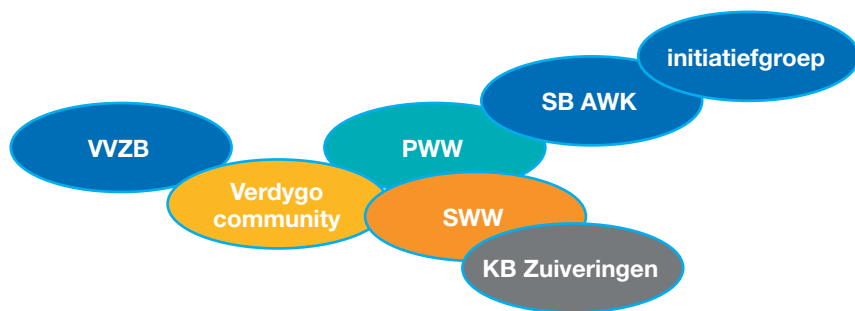 initiatiefgroep
SB AWK
VVZB
PWW
Verdygo
community
SWW
KB Zuiveringen